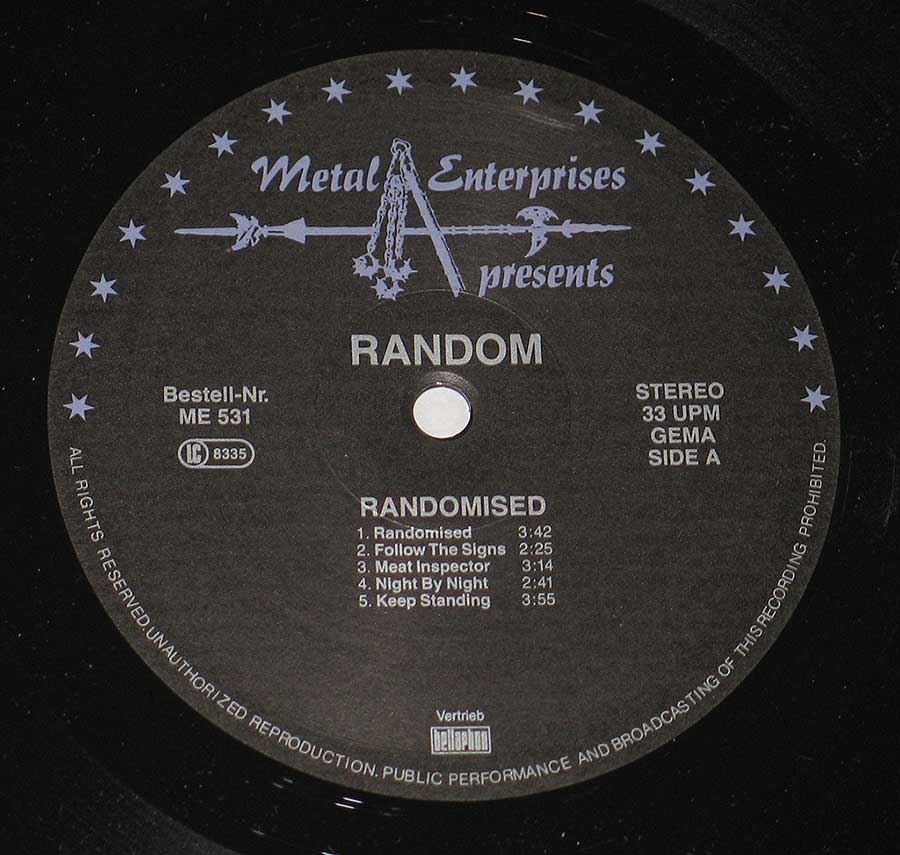 Metal Enterprises
presents
RANDOM
Bestell-Nr.
ME 531
LC 8335
STEREO
33 UPM
GEMA
SIDE A
RANDOMISED
1. Randomised 3:42
2. Follow The Signs 2:25
3. Meat Inspector 3:14
4. Night By Night 2:41
5. Keep Standing 3:55
Vertrieb
bellaphon
ALL RIGHTS RESERVED.UNAUTHORIZED REPRODUCTION. PUBLIC PERFORMANCE AND BROADCASTING OF THIS RECORDING PROHIBITED.